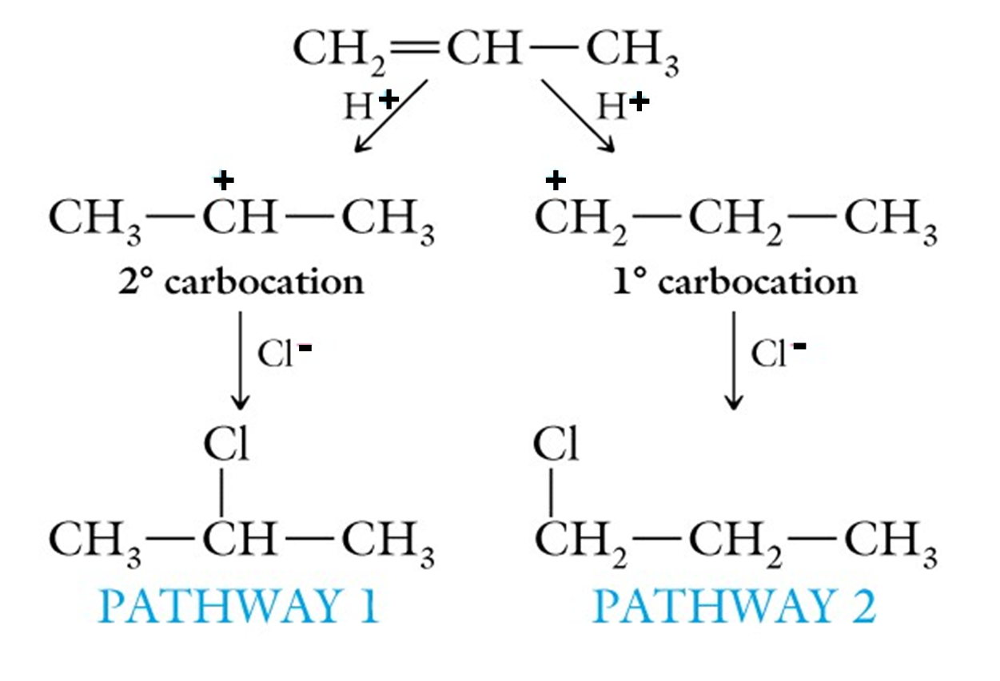 CH₂=CH—CH₃
H+ H+
+ +
CH₃—CH—CH₃ CH₂—CH₂—CH₃
2° carbocation 1° carbocation
Cl- Cl-
Cl Cl
CH₃—CH—CH₃ CH₂—CH₂—CH₃
PATHWAY 1 PATHWAY 2